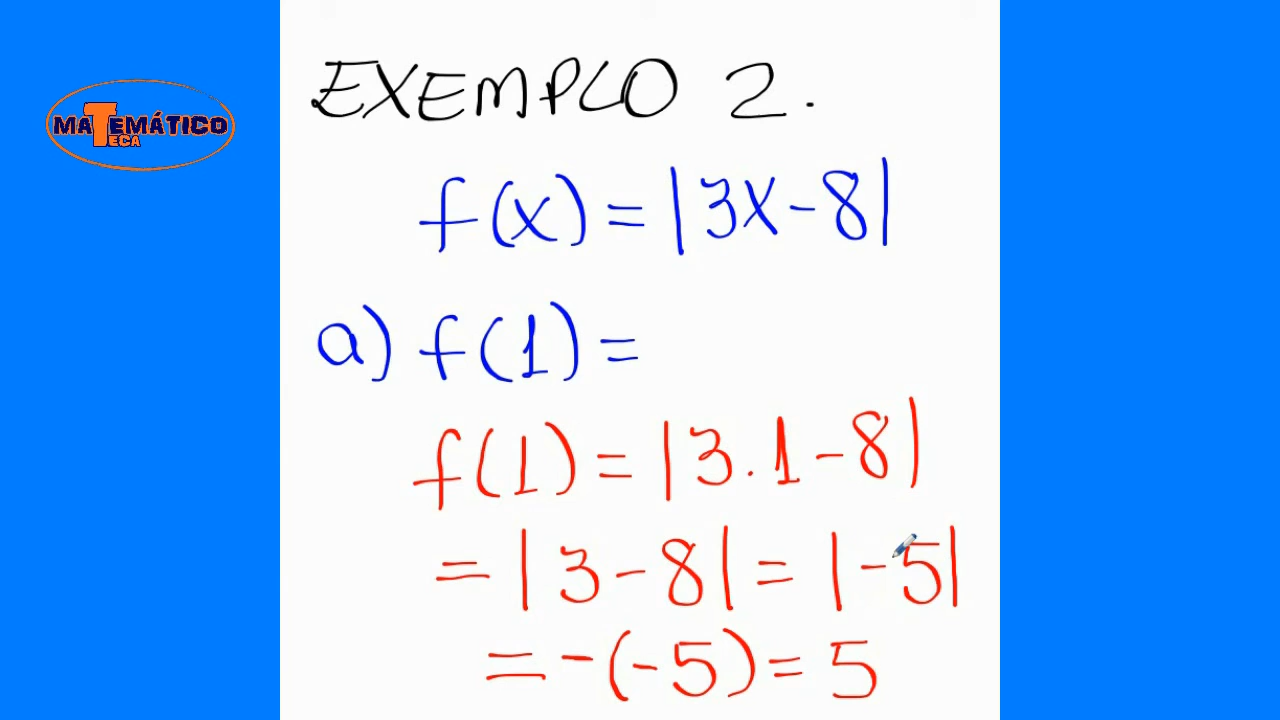 MATEMÁTICO
TECA
EXEMPLO 2.
f(x) = |3x - 8|
a) f(1) =
f(1) = |3.1 - 8|
= |3 - 8| = |-5|
= -(-5) = 5